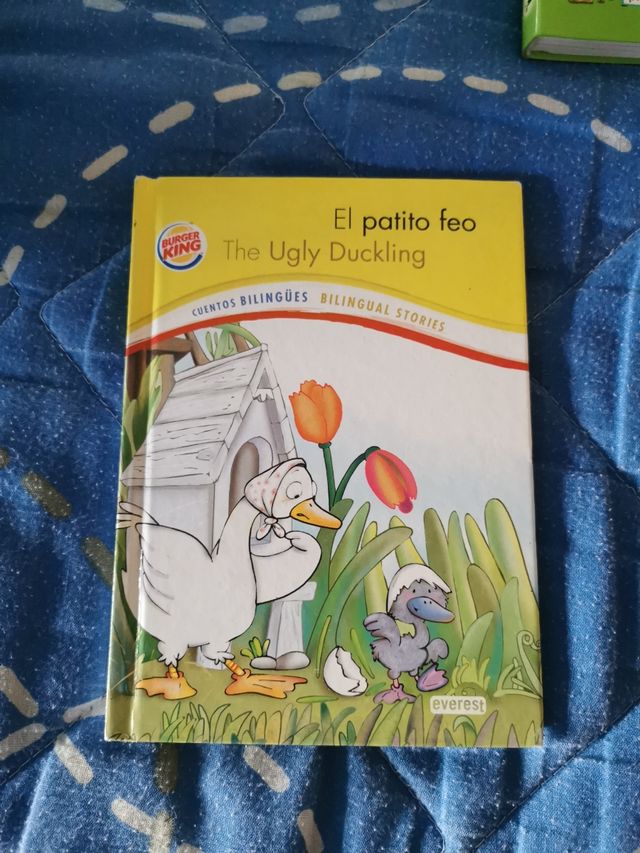 El patito feo
BURGER
KING
The Ugly Duckling
CUENTOS BILINGÜES BILINGUAL STORIES
everest